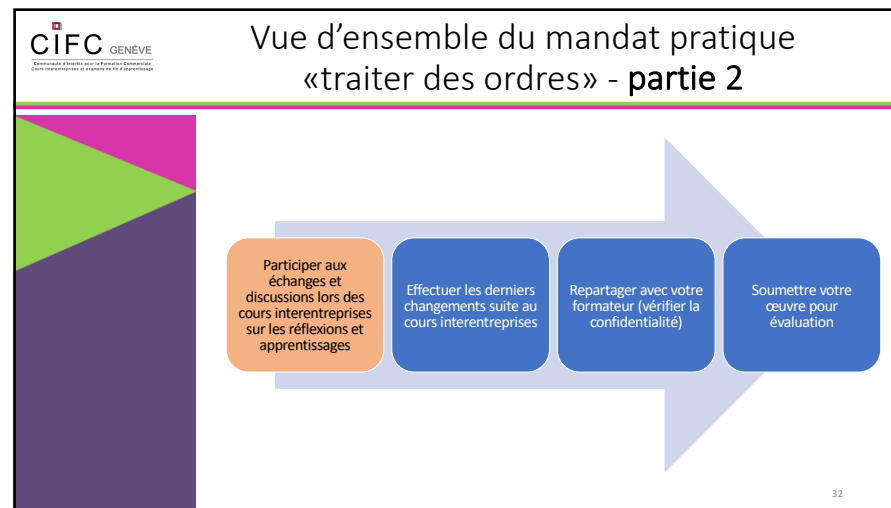 CIFC GENÈVE
Communauté d'Intérêts pour la Formation Commerciale
Cours interentreprises et examens de fin d'apprentissage
Vue d'ensemble du mandat pratique
«traiter des ordres» - partie 2
Participer aux
échanges et
discussions lors des
cours interentreprises
sur les réflexions et
apprentissages
Effectuer les derniers
changements suite au
cours interentreprises
Repartager avec votre
formateur (vérifier la
confidentialité)
Soumettre votre
œuvre pour
évaluation
32